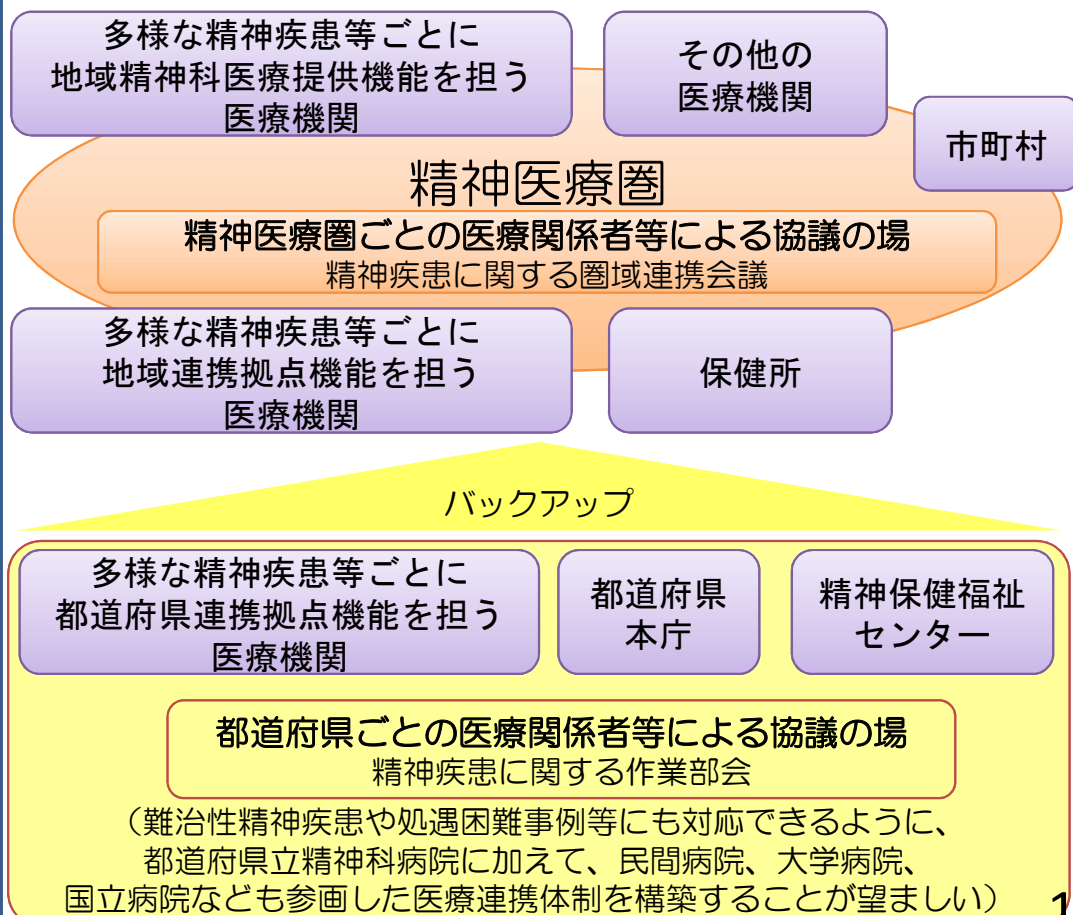 多様な精神疾患等ごとに
地域精神科医療提供機能を担う
医療機関
その他の
医療機関
市町村
精神医療圏
精神医療圏ごとの医療関係者等による協議の場
精神疾患に関する圏域連携会議
多様な精神疾患等ごとに
地域連携拠点機能を担う
医療機関
保健所
バックアップ
多様な精神疾患等ごとに
都道府県連携拠点機能を担う
医療機関
都道府県
本庁
精神保健福祉
センター
都道府県ごとの医療関係者等による協議の場
精神疾患に関する作業部会
（難治性精神疾患や処遇困難事例等にも対応できるように、
都道府県立精神科病院に加えて、民間病院、大学病院、
国立病院なども参画した医療連携体制を構築することが望ましい）
1